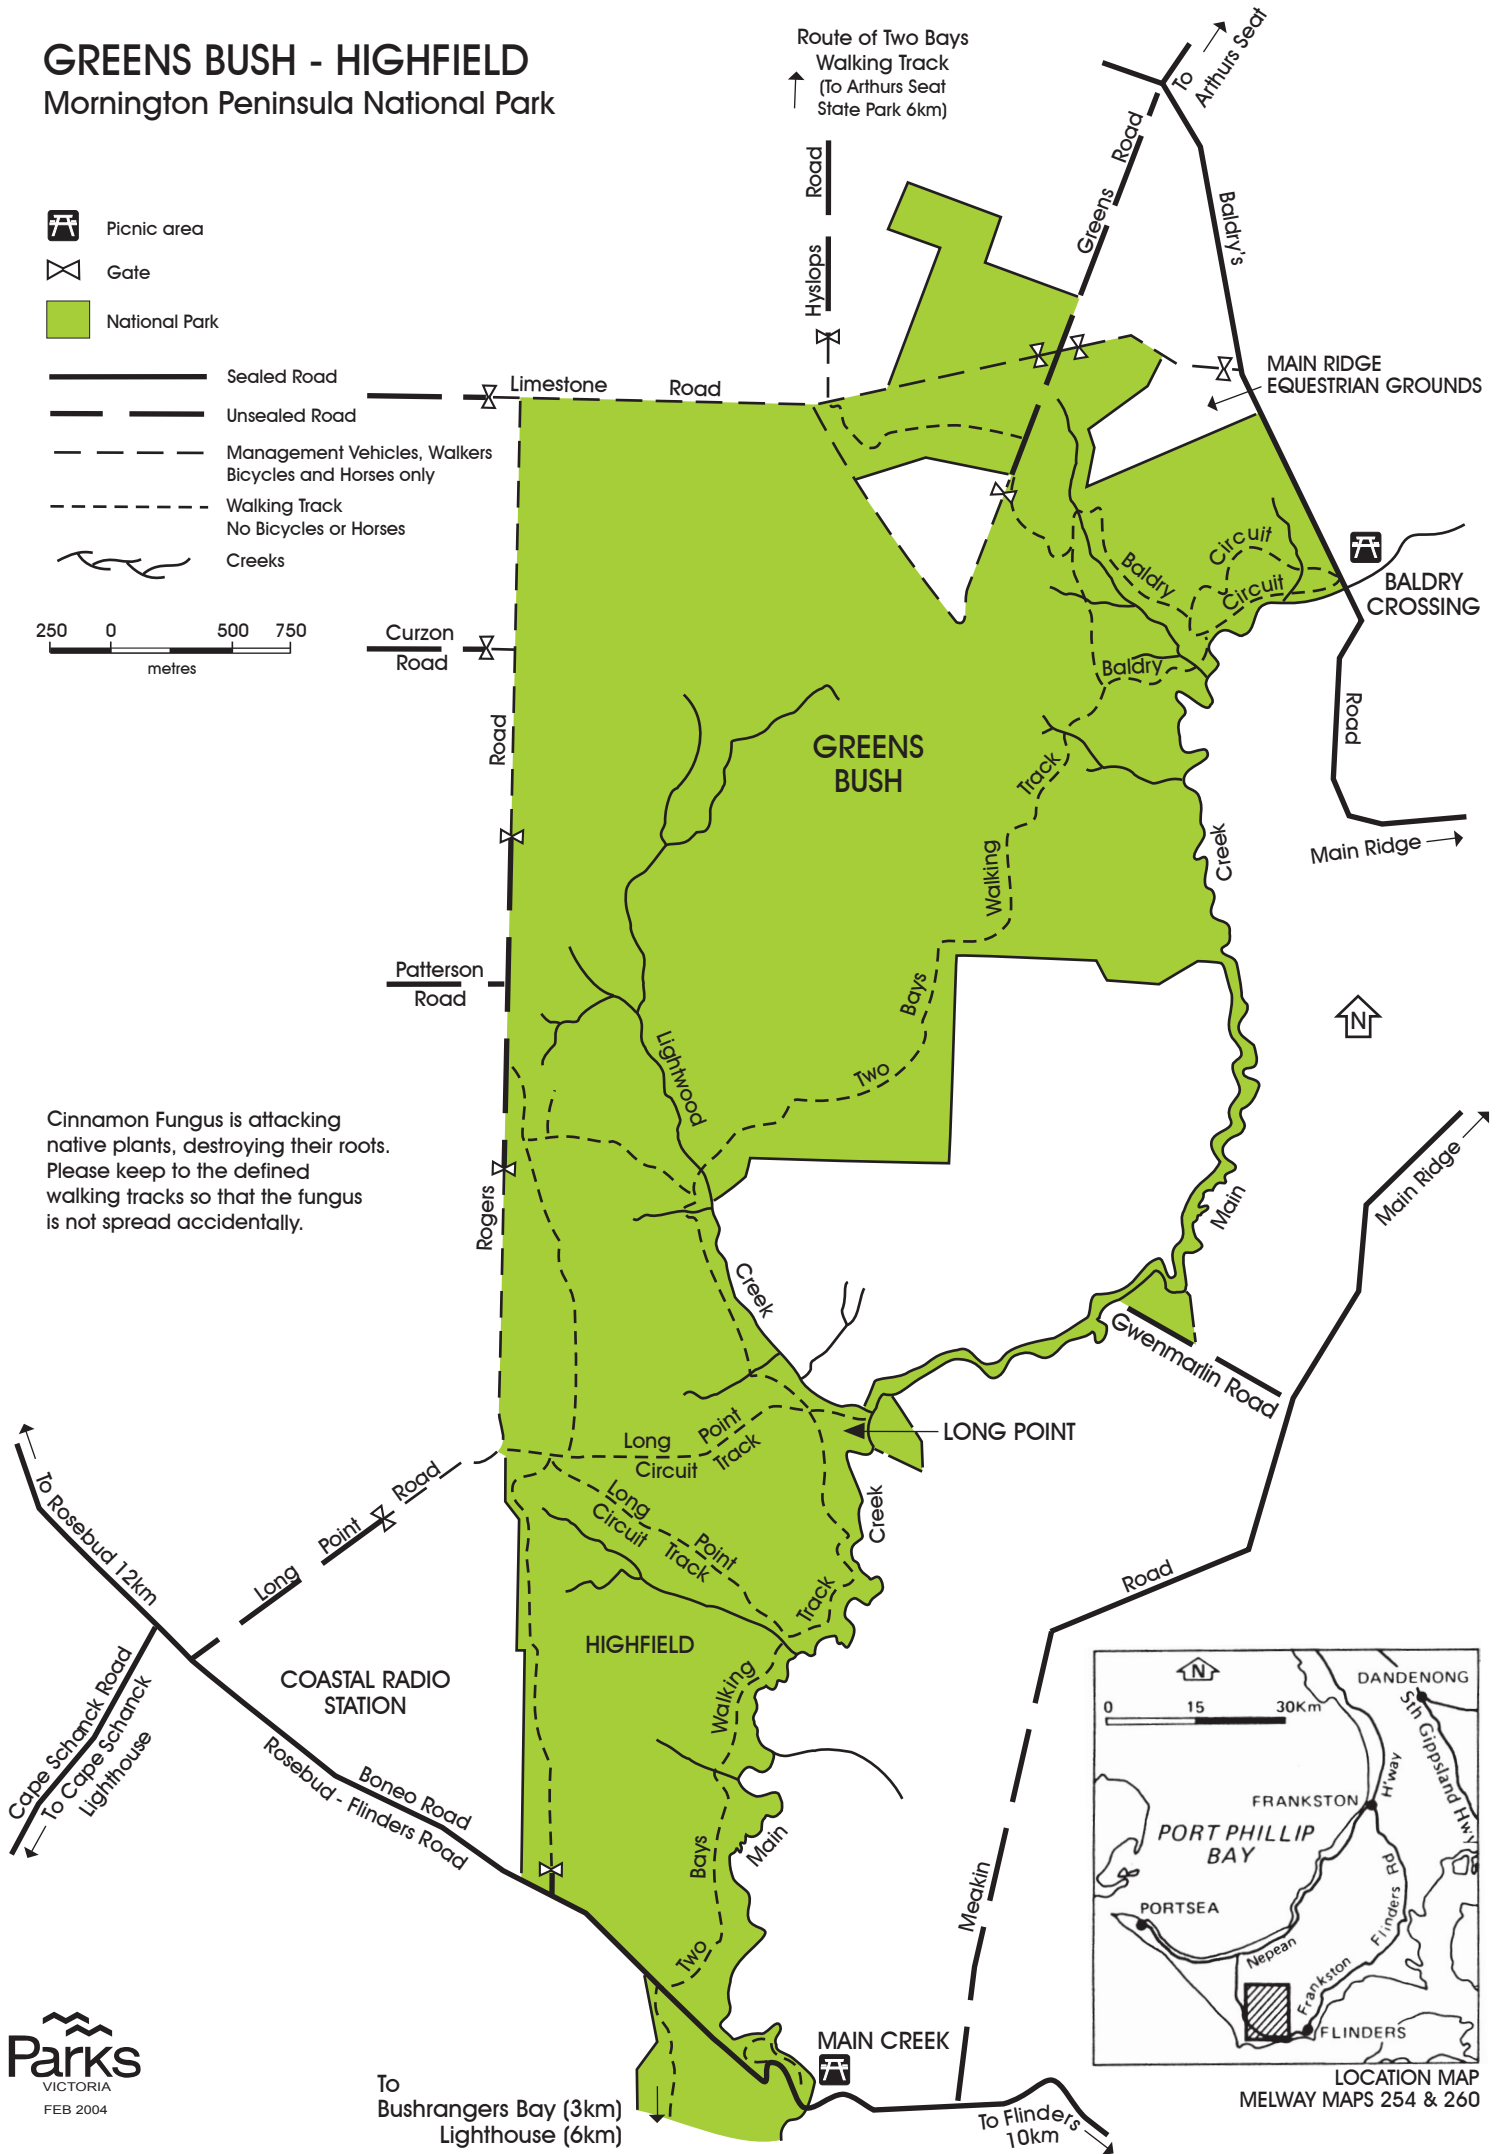 GREENS BUSH - HIGHFIELD
Mornington Peninsula National Park
Route of Two Bays
Walking Track
(To Arthurs Seat
State Park 6km)
To
Arthurs Seat
Picnic area
Gate
National Park
Sealed Road
Unsealed Road
Management Vehicles, Walkers
Bicycles and Horses only
Walking Track
No Bicycles or Horses
Creeks
250 0 500 750
metres
Hyslops Road
Greens Road
Baldry's
Road
Limestone Road
MAIN RIDGE
EQUESTRIAN GROUNDS
Baldry
Circuit
Circuit
Baldry
BALDRY
CROSSING
Curzon
Road
Road
GREENS
BUSH
Main Ridge
Track
Walking
Bays
Two
Creek
Patterson
Road
N
Lightwood
Creek
Cinnamon Fungus is attacking
native plants, destroying their roots.
Please keep to the defined
walking tracks so that the fungus
is not spread accidentally.
Rogers
Main
Main Ridge
Gwenmarlin Road
LONG POINT
Long Point
Circuit Track
Long Point
Circuit Track
Creek
Long Point Road
To Rosebud 12km
Track
Walking
Bays
Two
Main
HIGHFIELD
COASTAL RADIO
STATION
Cape Schanck Road
To Cape Schanck
Lighthouse
Boneo Road
Rosebud - Flinders Road
Road
Meakin
N
0 15 30Km
DANDENONG
Sth Gippsland Hwy
H'way
FRANKSTON
PORT PHILLIP
BAY
PORTSEA
Nepean
Frankston
Flinders Rd
FLINDERS
LOCATION MAP
MELWAY MAPS 254 & 260
MAIN CREEK
To
Bushrangers Bay (3km)
Lighthouse (6km)
To Flinders
10km
Parks
VICTORIA
FEB 2004